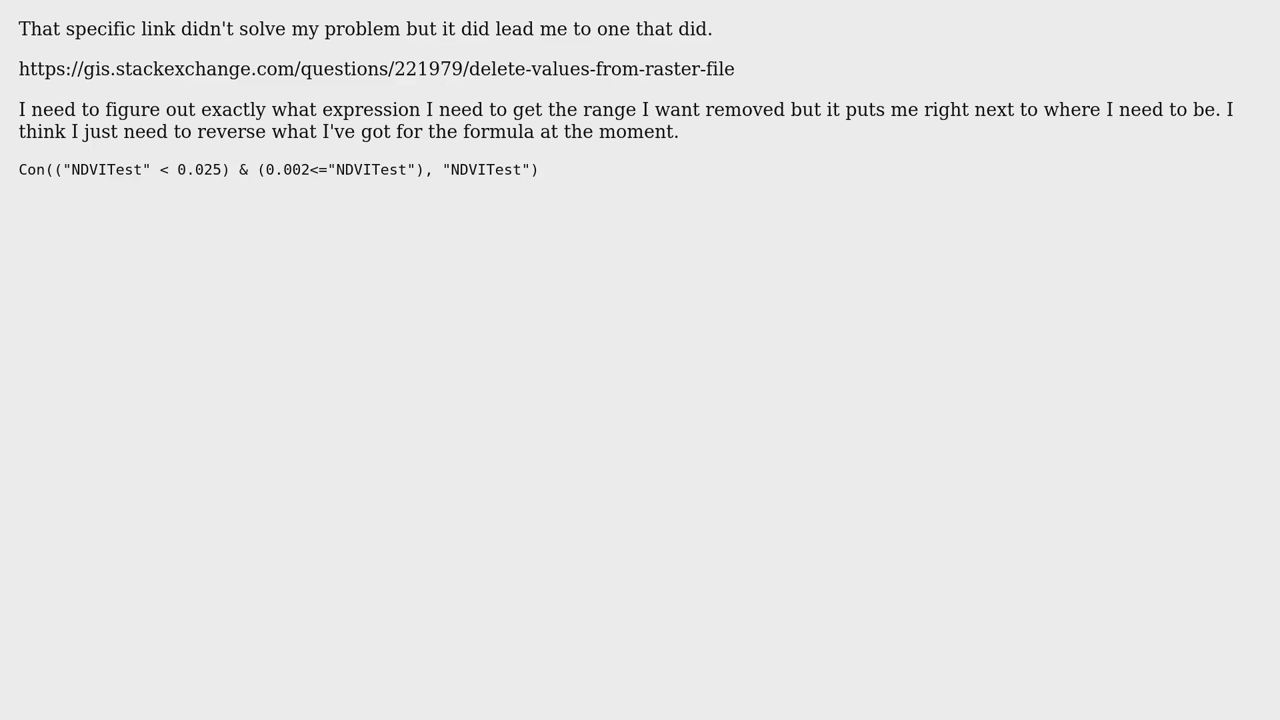 That specific link didn't solve my problem but it did lead me to one that did.
https://gis.stackexchange.com/questions/221979/delete-values-from-raster-file
I need to figure out exactly what expression I need to get the range I want removed but it puts me right next to where I need to be. I
think I just need to reverse what I've got for the formula at the moment.
Con(("NDVITest" < 0.025) & (0.002<="NDVITest"), "NDVITest")